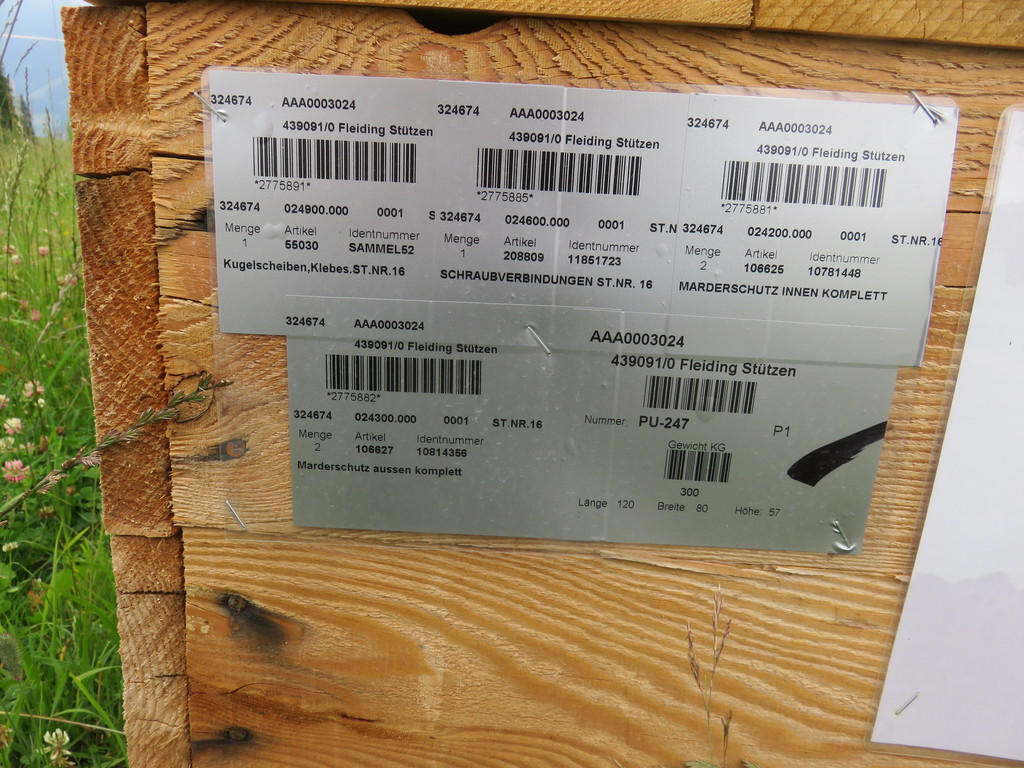 324674 AAA0003024
439091/0 Fleiding Stützen
*2775891*
324674 024900.000 0001 S
Menge Artikel Identnummer
1 55030 SAMMEL52
Kugelscheiben,Klebes.ST.NR.16
324674 AAA0003024
439091/0 Fleiding Stützen
*2775885*
324674 024600.000 0001 ST.N
Menge Artikel Identnummer
1 208809 11851723
SCHRAUBVERBINDUNGEN ST.NR. 16
324674 AAA0003024
439091/0 Fleiding Stützen
*2775881*
324674 024200.000 0001 ST.NR.16
Menge Artikel Identnummer
2 106625 10781448
MARDERSCHUTZ INNEN KOMPLETT
324674 AAA0003024
439091/0 Fleiding Stützen
*2775882*
324674 024300.000 0001 ST.NR.16
Menge Artikel Identnummer
2 106627 10814356
Marderschutz aussen komplett
AAA0003024
439091/0 Fleiding Stützen
Nummer: PU-247 P1
Gewicht KG
300
Länge 120 Breite: 80 Höhe: 57